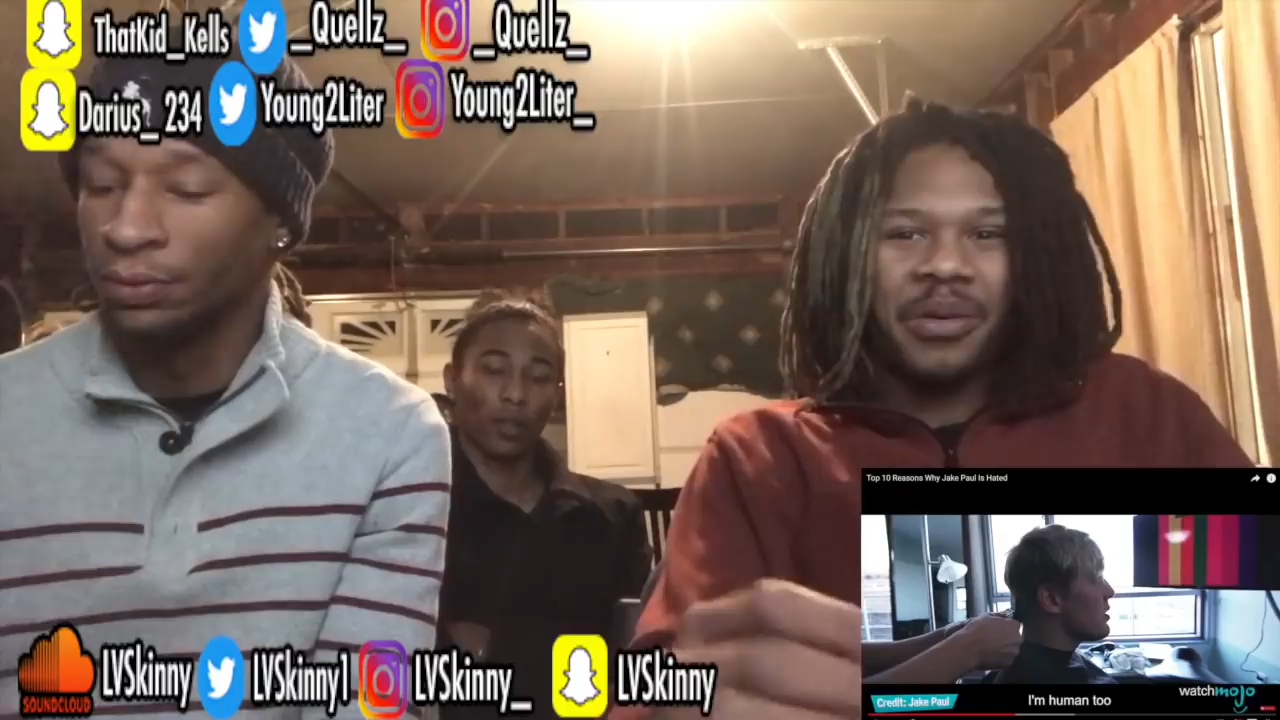 ThatKid_Kells _Quellz_ _Quellz_
Darius_234 Young2Liter Young2Liter_
Top 10 Reasons Why Jake Paul Is Hated
I'm human too
Credit: Jake Paul
watchmojo
SOUNDCLOUD LVSkinny LVSkinny1 LVSkinny_ LVSkinny